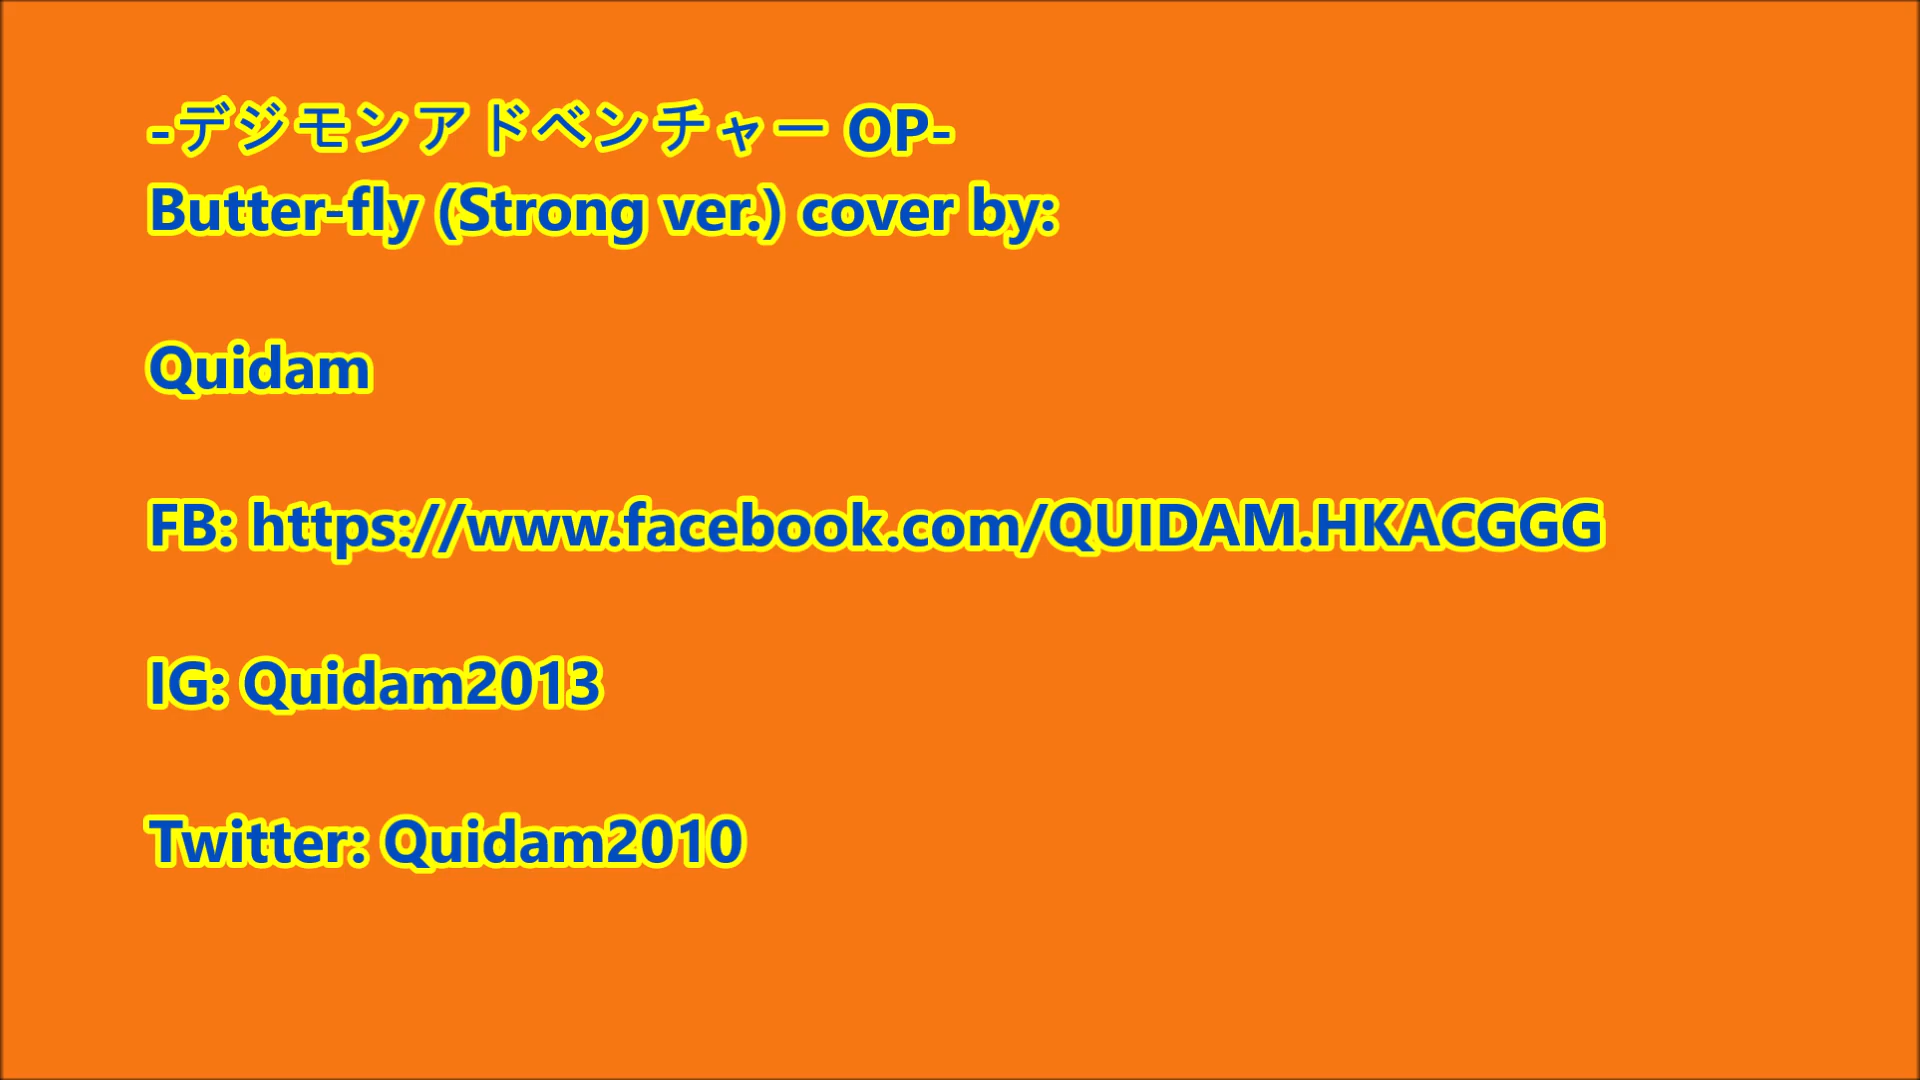 -デジモンアドベンチャー OP-
Butter-fly (Strong ver.) cover by:
Quidam
FB: https://www.facebook.com/QUIDAM.HKACGGG
IG: Quidam2013
Twitter: Quidam2010